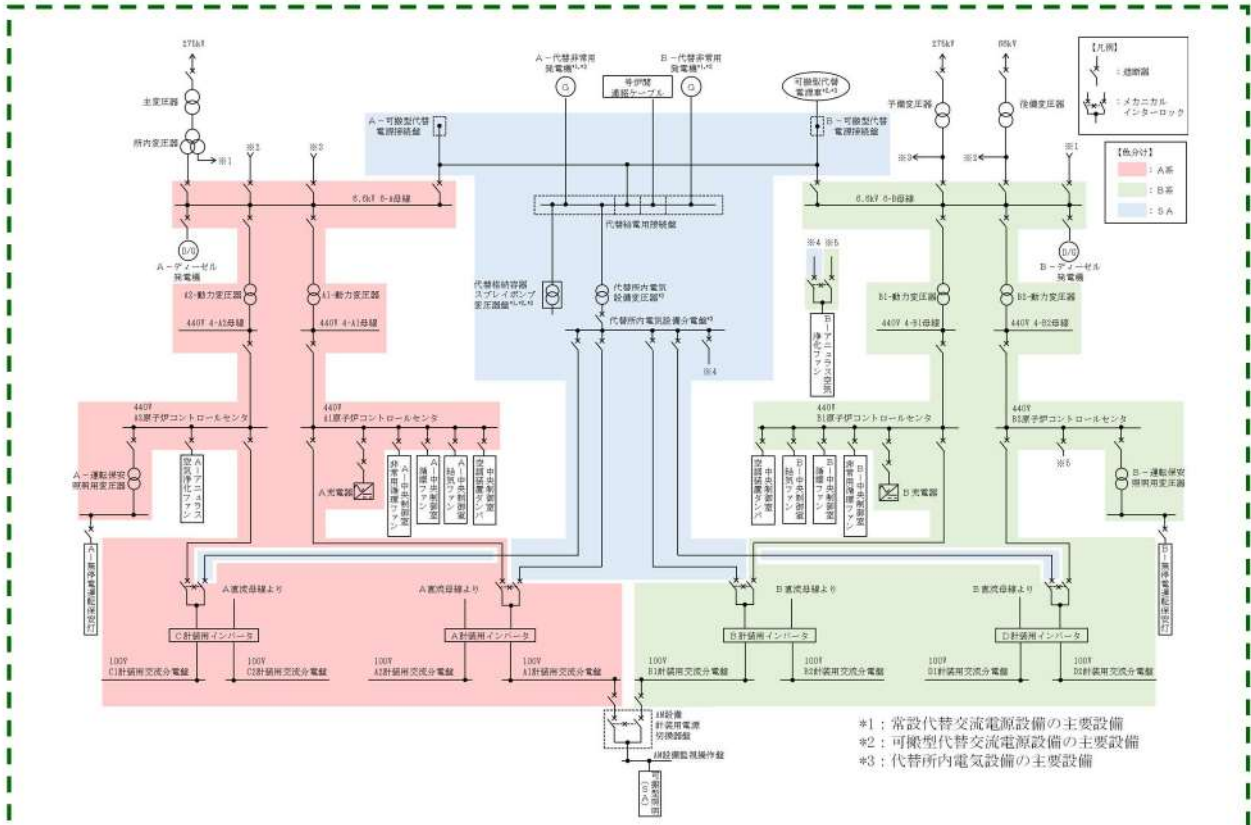 275kV
275kV
66kV
主変圧器
所内変圧器
※1
※2
※3
A-代替非常用
発電機*1,*3
G
号炉間
連絡ケーブル
B-代替非常用
発電機*1,*3
G
可搬型代替
電源車*2,*3
予備変圧器
後備変圧器
※3
※2
※1
【凡例】
:遮断器
:メカニカル
インターロック
【色分け】
:A系
:B系
:SA
A-可搬型代替
電源接続盤
B-可搬型代替
電源接続盤
6.6kV 6-A母線
6.6kV 6-B母線
代替給電用接続盤
D/G
A-ディーゼル
発電機
D/G
B-ディーゼル
発電機
A2-動力変圧器
A1-動力変圧器
代替格納容器
スプレイポンプ
変圧器盤
代替所内電気
設備変圧器*3
※4
※5
B-アニュラス空気
浄化ファン
B1-動力変圧器
B2-動力変圧器
440V 4-A2母線
440V 4-A1母線
代替所内電気設備分電盤*3
※4
440V 4-B1母線
440V 4-B2母線
440V
A2原子炉コントロールセンタ
440V
A1原子炉コントロールセンタ
440V
B1原子炉コントロールセンタ
440V
B2原子炉コントロールセンタ
A-運転保安
照明用変圧器
A-アニュラス
空気浄化ファン
A充電器
A-中央制御室
非常用循環ファン
A-中央制御室
循環ファン
A-中央制御室
給気ファン
中央制御室
空調装置ダンパ
中央制御室
空調装置ダンパ
B-中央制御室
給気ファン
B-中央制御室
循環ファン
B-中央制御室
非常用循環ファン
B充電器
※5
B-運転保安
照明用変圧器
A-無停電運転保安灯
B-無停電運転保安灯
A直流母線より
A直流母線より
B直流母線より
B直流母線より
C計装用インバータ
A計装用インバータ
B計装用インバータ
D計装用インバータ
100V
C1計装用交流分電盤
100V
C2計装用交流分電盤
100V
A2計装用交流分電盤
100V
A1計装用交流分電盤
100V
B1計装用交流分電盤
100V
B2計装用交流分電盤
100V
D1計装用交流分電盤
100V
D2計装用交流分電盤
AM設備
計装用電源
切換器盤
AM設備監視操作盤
可搬型照明
(SA)
*1:常設代替交流電源設備の主要設備
*2:可搬型代替交流電源設備の主要設備
*3:代替所内電気設備の主要設備